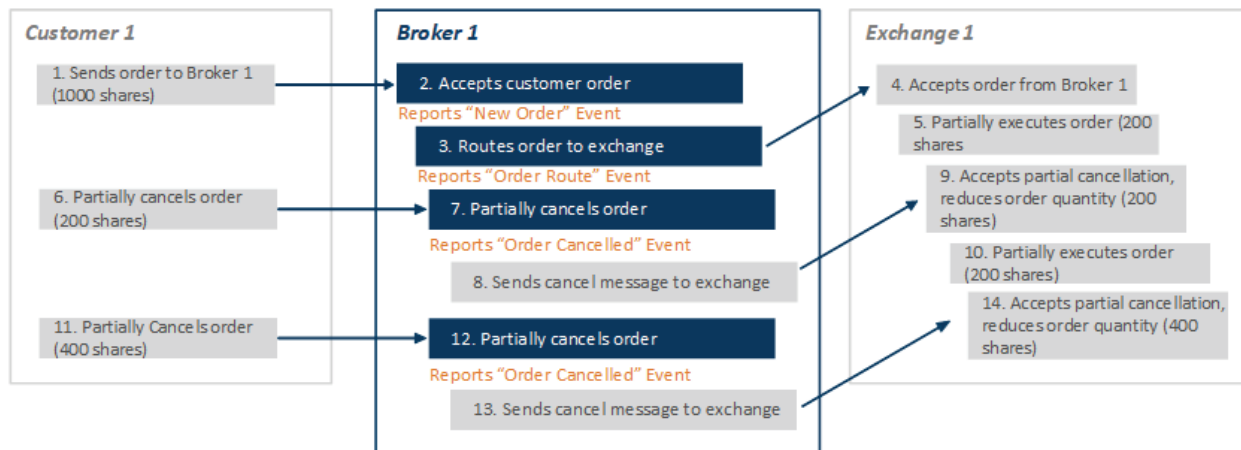 Customer 1
1. Sends order to Broker 1
(1000 shares)
6. Partially cancels order
(200 shares)
11. Partially Cancels order
(400 shares)
Broker 1
2. Accepts customer order
Reports “New Order” Event
3. Routes order to exchange
Reports “Order Route” Event
7. Partially cancels order
Reports “Order Cancelled” Event
8. Sends cancel message to exchange
12. Partially cancels order
Reports “Order Cancelled” Event
13. Sends cancel message to exchange
Exchange 1
4. Accepts order from Broker 1
5. Partially executes order (200
shares
9. Accepts partial cancellation,
reduces order quantity (200
shares)
10. Partially executes order
(200 shares)
14. Accepts partial cancellation,
reduces order quantity (400
shares)